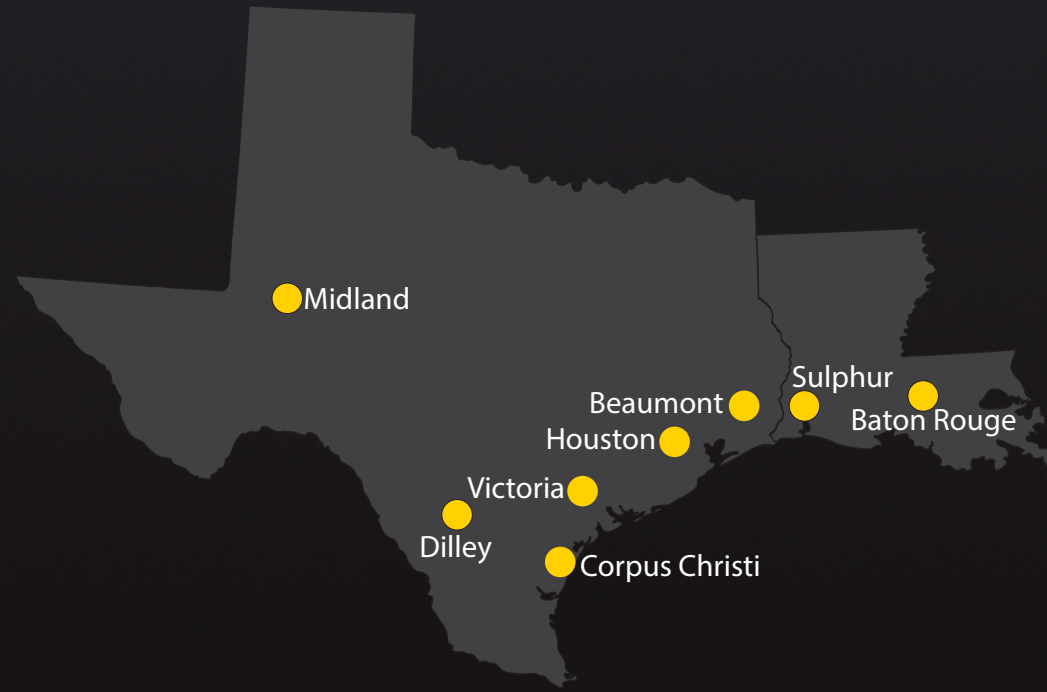 Midland
Sulphur
Beaumont
Baton Rouge
Houston
Victoria
Dilley
Corpus Christi